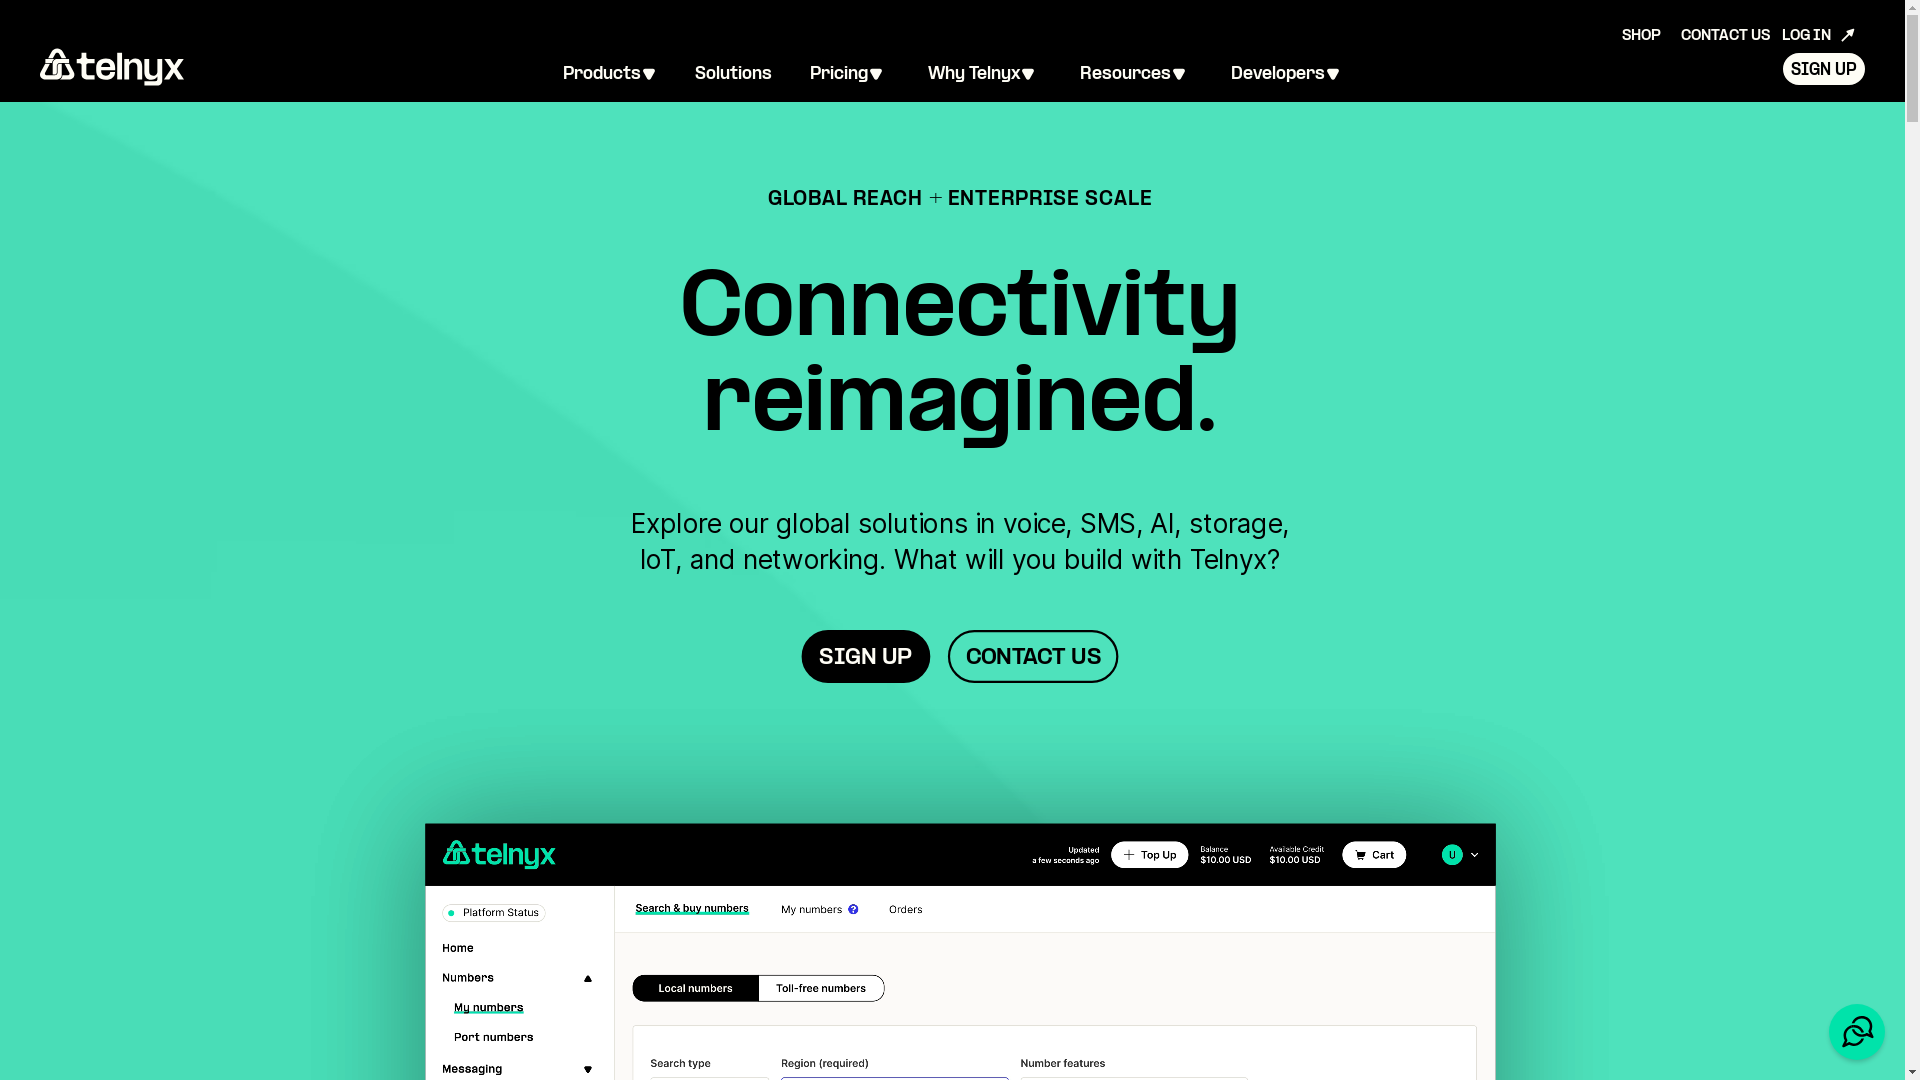 SHOP CONTACT US LOG IN
telnyx Products Solutions Pricing Why Telnyx Resources Developers SIGN UP
GLOBAL REACH + ENTERPRISE SCALE
Connectivity
reimagined.
Explore our global solutions in voice, SMS, AI, storage,
IoT, and networking. What will you build with Telnyx?
SIGN UP CONTACT US
telnyx
Updated
a few seconds ago
+ Top Up
Balance
$10.00 USD
Available Credit
$10.00 USD
Cart
U
Platform Status
Search & buy numbers My numbers ? Orders
Home
Numbers
My numbers
Port numbers
Messaging
Local numbers Toll-free numbers
Search type Region (required) Number features